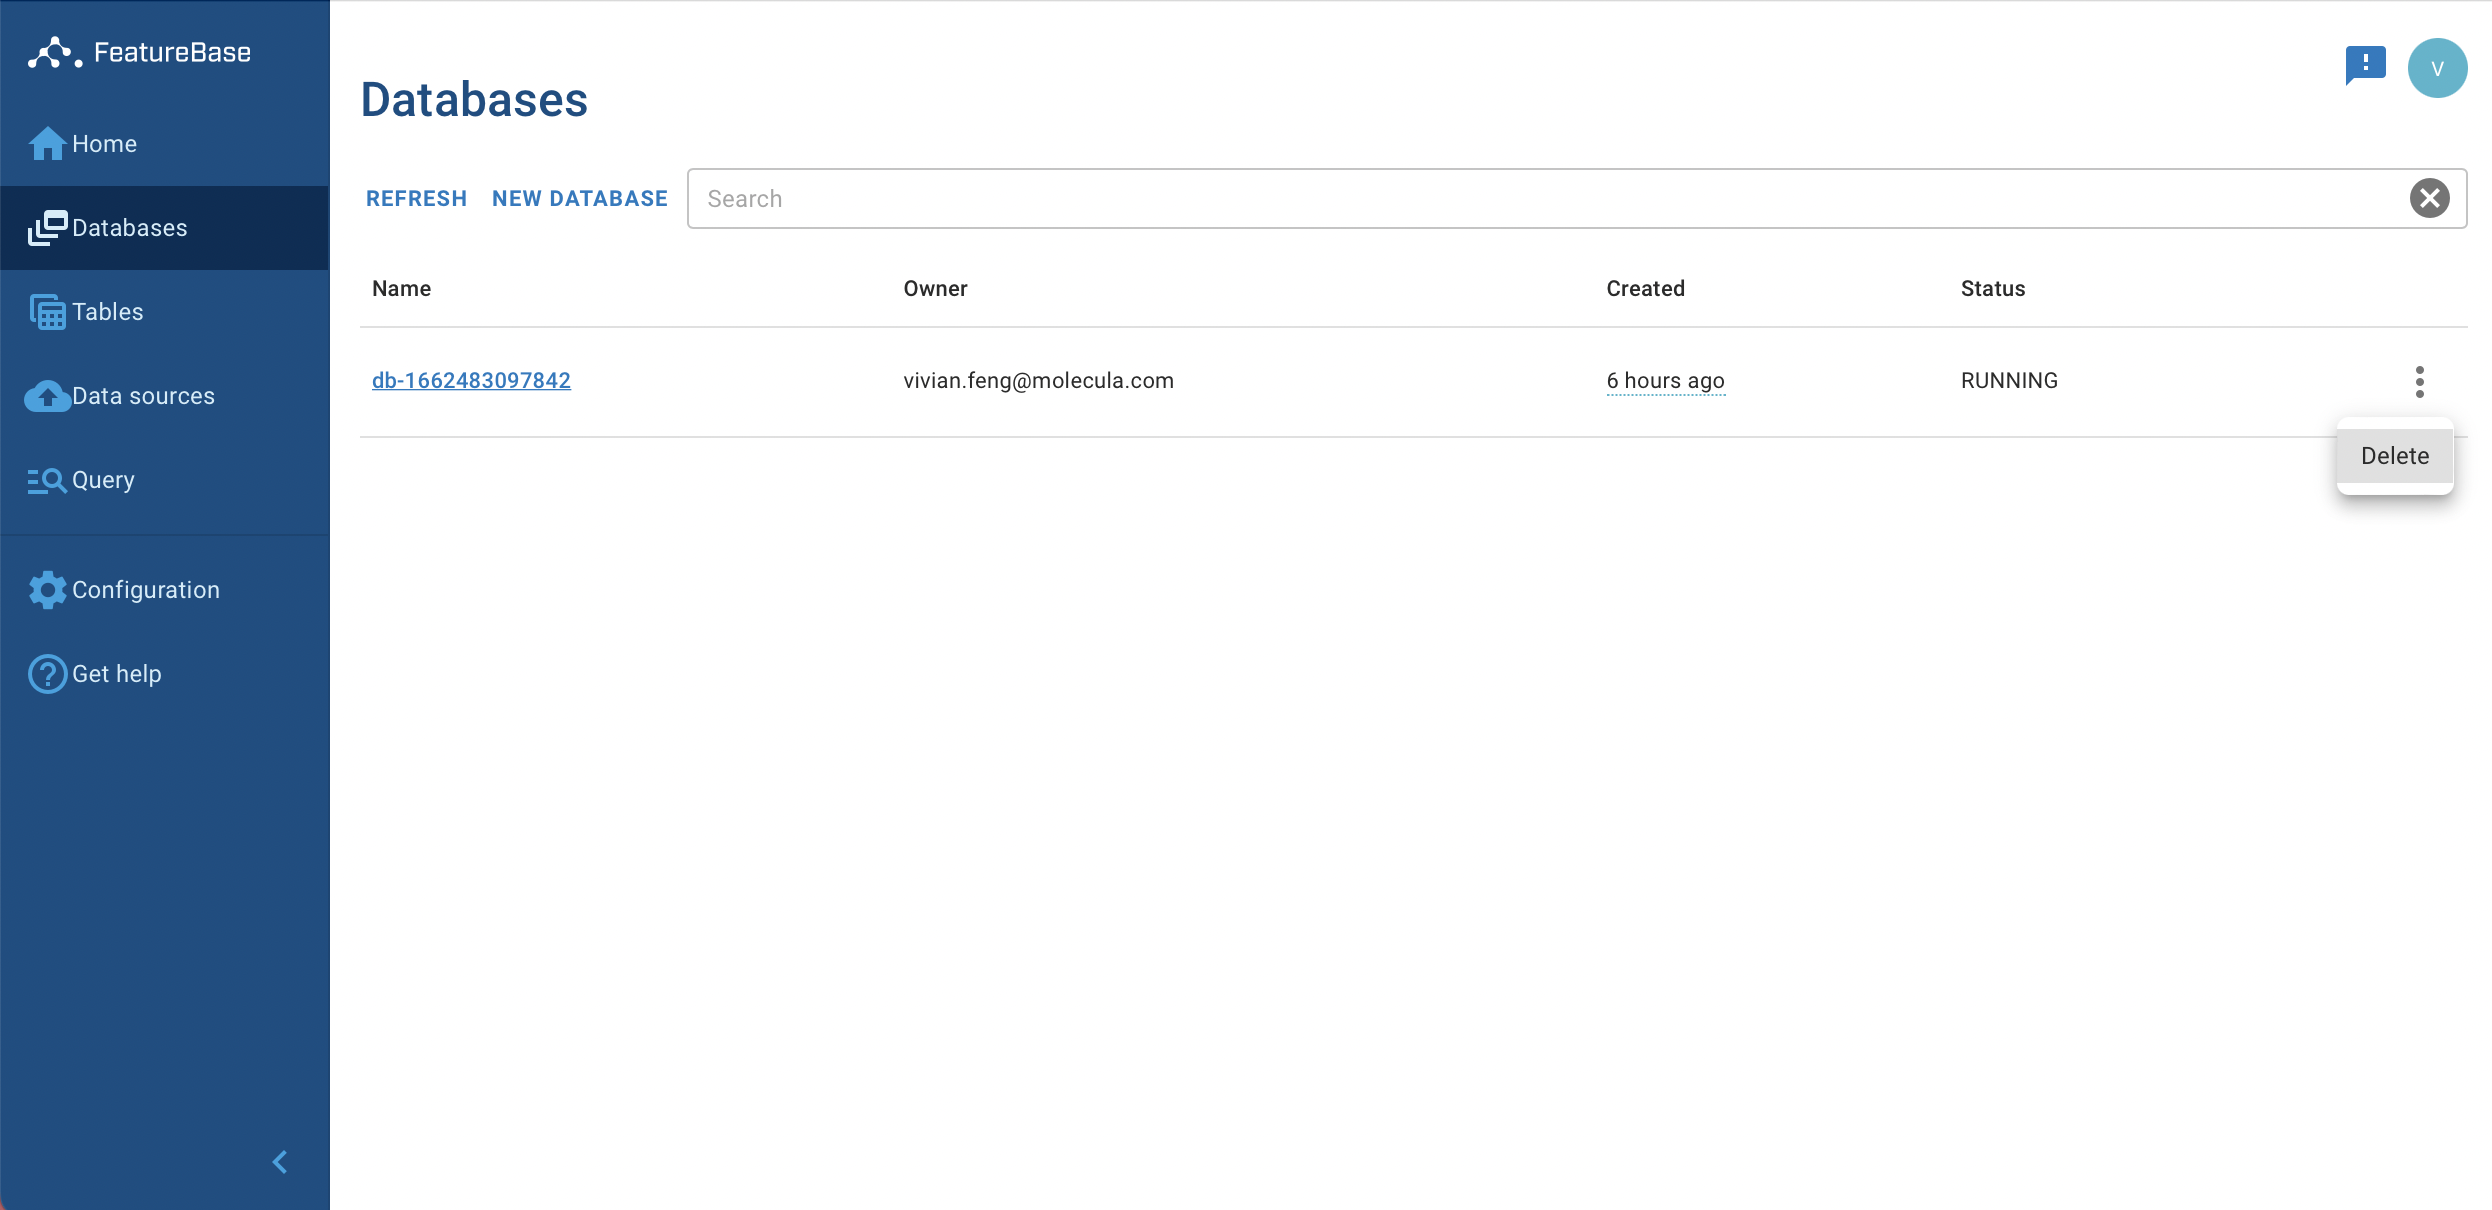 FeatureBase
Home
Databases
Tables
Data sources
Query
Configuration
Get help
Databases
V
REFRESH NEW DATABASE Search
Name Owner Created Status
db-1662483097842 vivian.feng@molecula.com 6 hours ago RUNNING
Delete